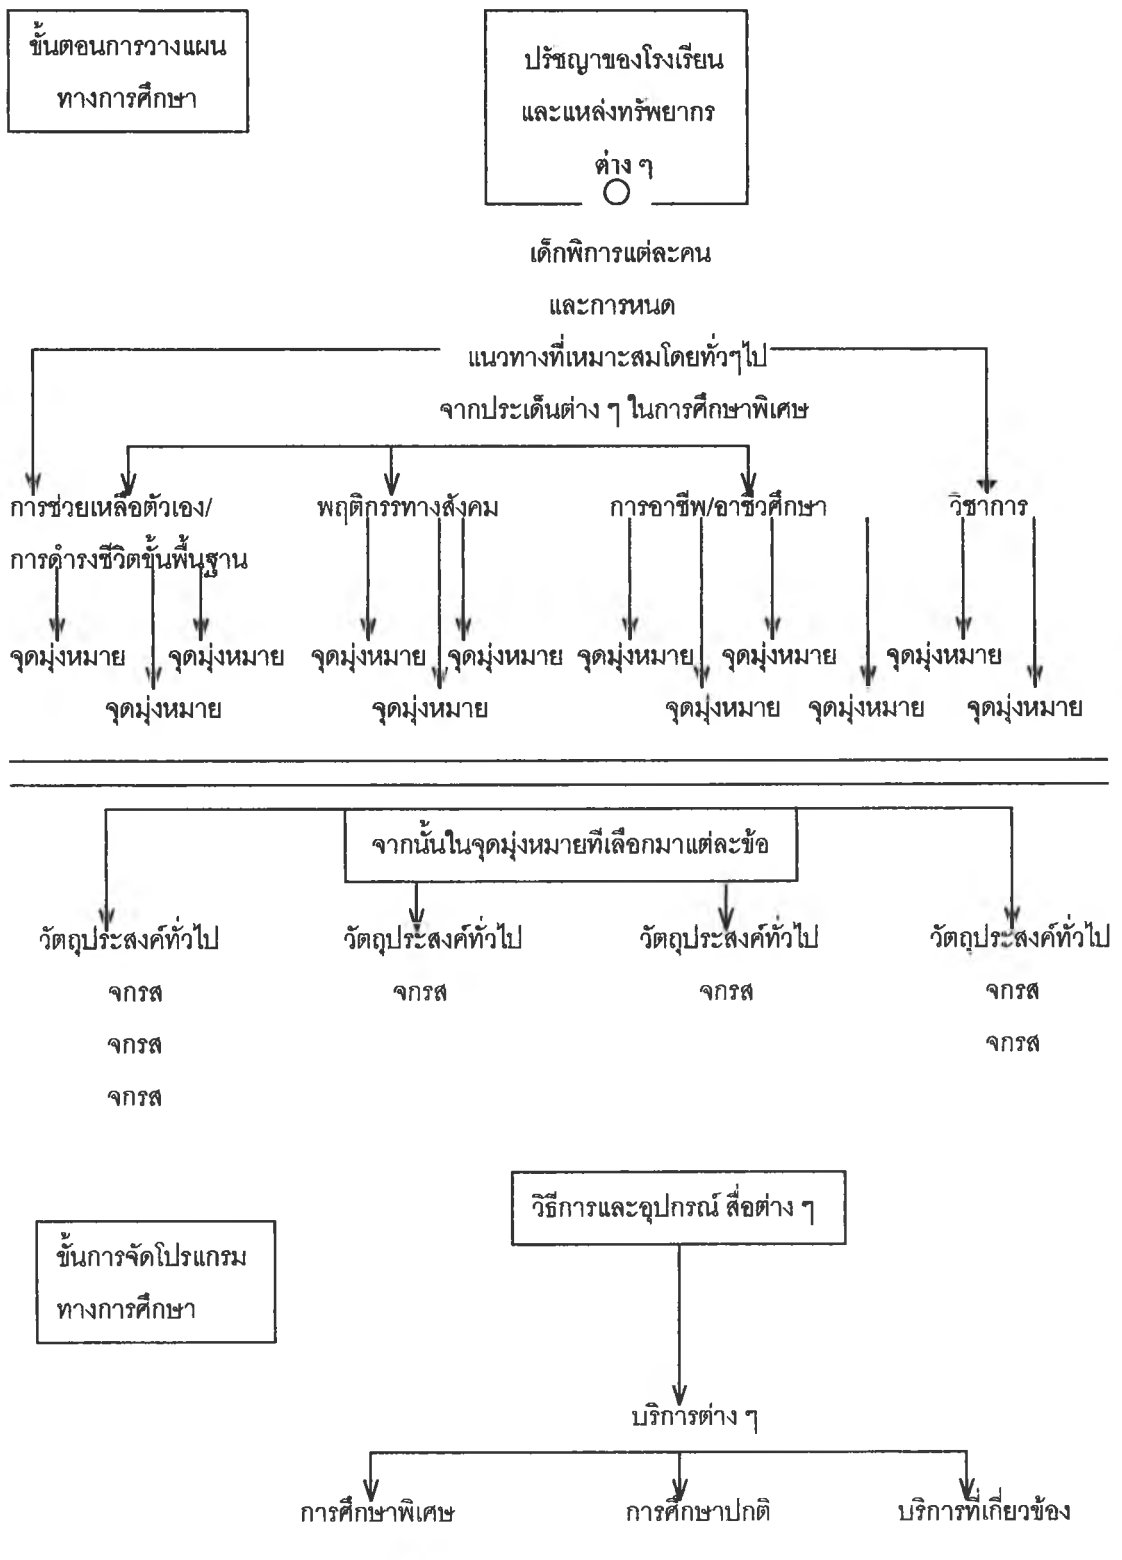 ขั้นตอนการวางแผน
ทางการศึกษา
ปรัชญาของโรงเรียน
และแหล่งทรัพยากร
ต่าง ๆ
เด็กพิการแต่ละคน
และการหนด
แนวทางที่เหมาะสมโดยทั่วๆไป
จากประเด็นต่าง ๆ ในการศึกษาพิเศษ
การช่วยเหลือตัวเอง/ พฤติกรรทางสังคม การอาชีพ/อาชีวศึกษา วิชาการ
การดำรงชีวิตขั้นพื้นฐาน
จุดมุ่งหมาย จุดมุ่งหมาย จุดมุ่งหมาย จุดมุ่งหมาย จุดมุ่งหมาย จุดมุ่งหมาย จุดมุ่งหมาย
จุดมุ่งหมาย จุดมุ่งหมาย จุดมุ่งหมาย จุดมุ่งหมาย จุดมุ่งหมาย
จากนั้นในจุดมุ่งหมายที่เลือกมาแต่ละข้อ
วัตถุประสงค์ทั่วไป วัตถุประสงค์ทั่วไป วัตถุประสงค์ทั่วไป วัตถุประสงค์ทั่วไป
จกรส จกรส จกรส จกรส
จกรส จกรส
จกรส
วิธีการและอุปกรณ์ สื่อต่าง ๆ
ขั้นการจัดโปรแกรม
ทางการศึกษา
บริการต่าง ๆ
การศึกษาพิเศษ การศึกษาปกติ บริการที่เกี่ยวข้อง